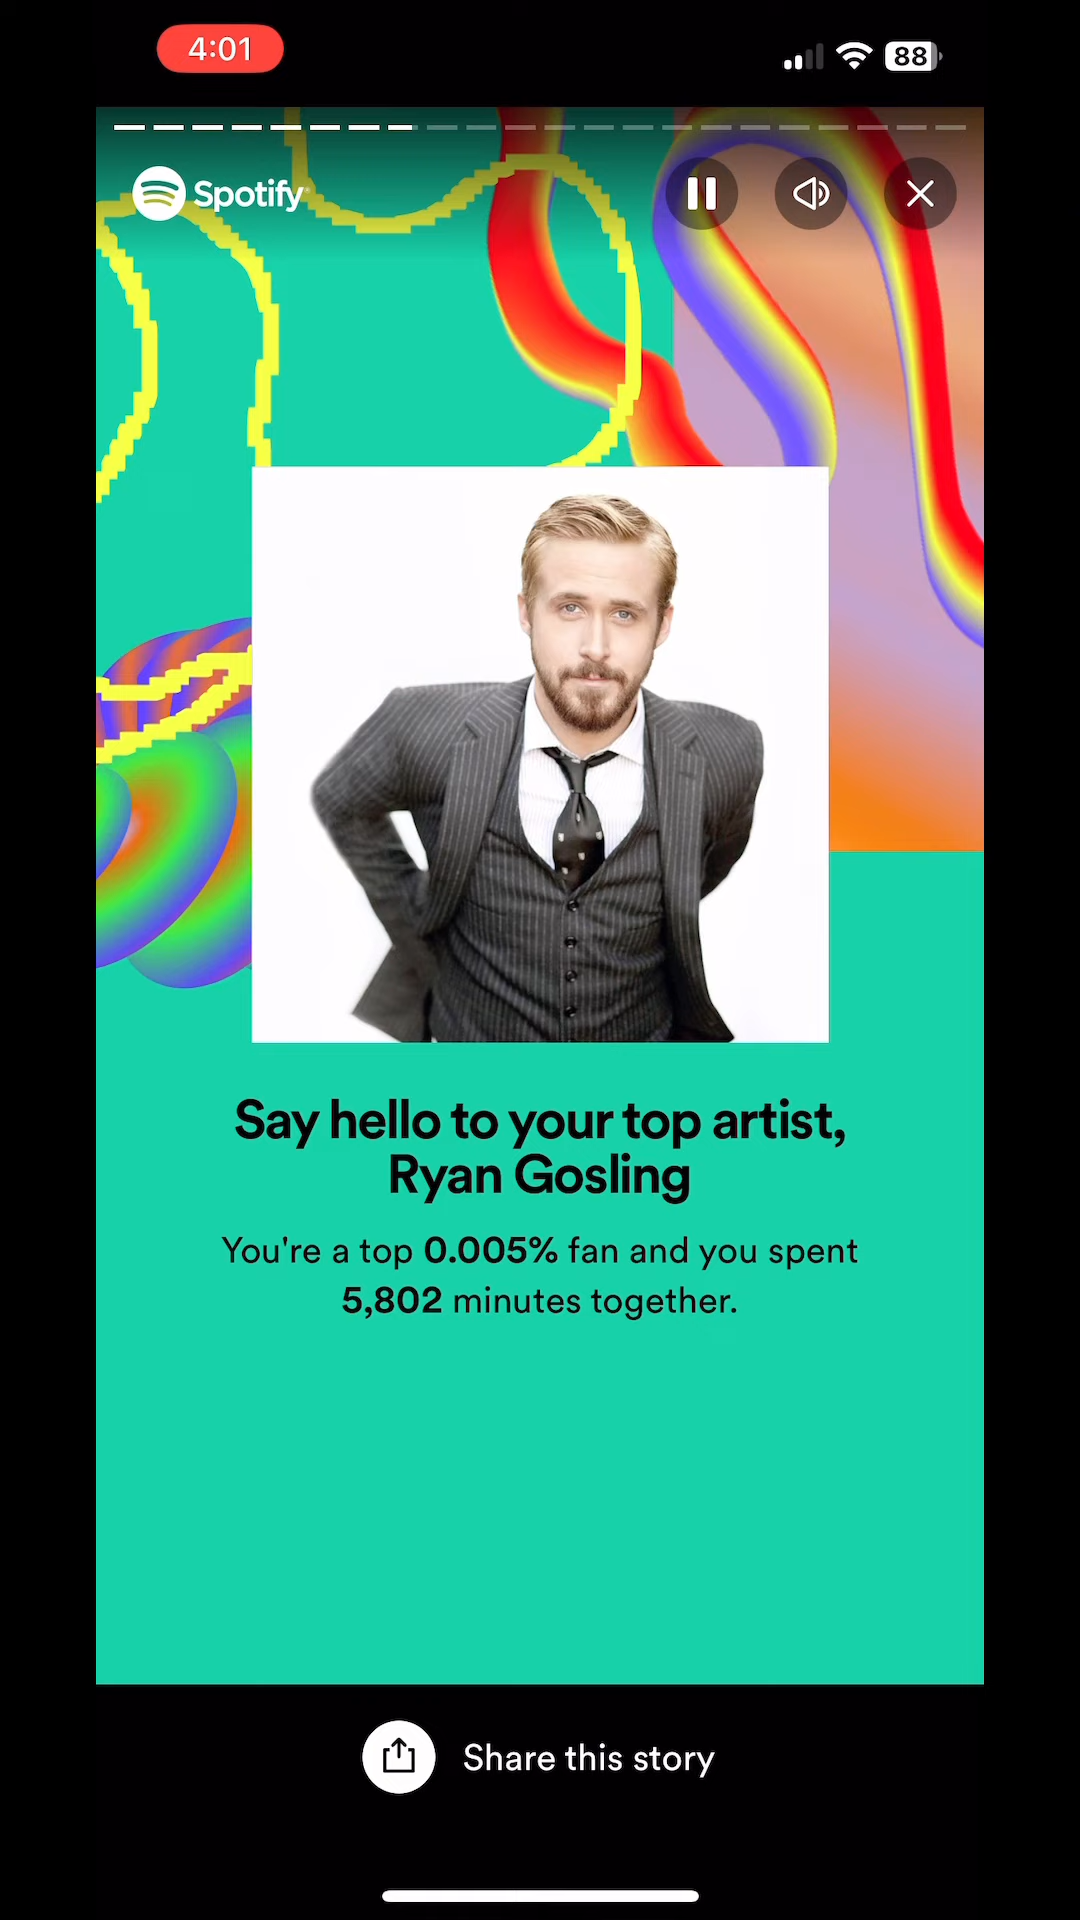 4:01
88
Spotify
Say hello to your top artist,
Ryan Gosling
You're a top 0.005% fan and you spent
5,802 minutes together.
Share this story